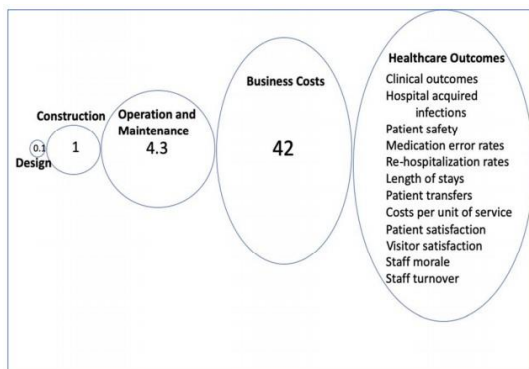 0.1
Design
Construction
1
Operation and
Maintenance
4.3
Business Costs
42
Healthcare Outcomes
Clinical outcomes
Hospital acquired
infections
Patient safety
Medication error rates
Re-hospitalization rates
Length of stays
Patient transfers
Costs per unit of service
Patient satisfaction
Visitor satisfaction
Staff morale
Staff turnover